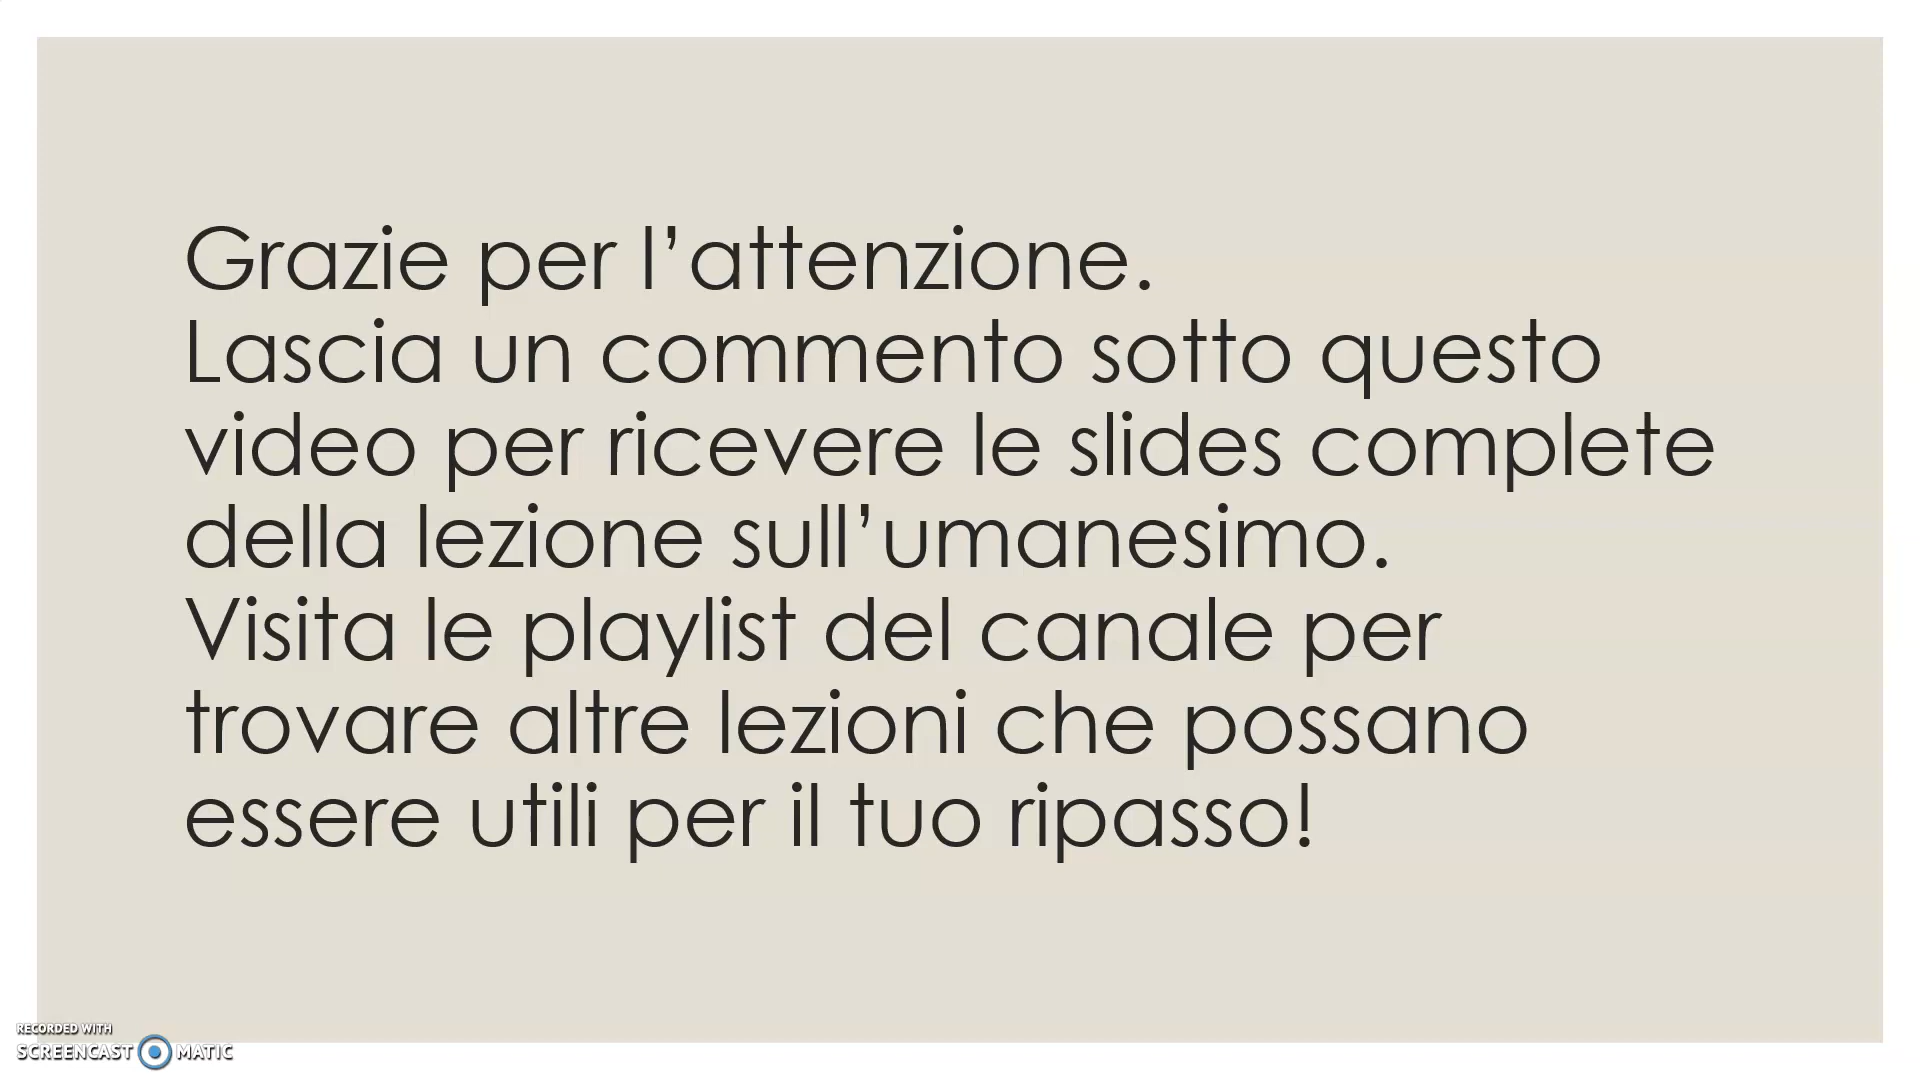 Grazie per l’attenzione.
Lascia un commento sotto questo
video per ricevere le slides complete
della lezione sull’umanesimo.
Visita le playlist del canale per
trovare altre lezioni che possano
essere utili per il tuo ripasso!
RECORDED WITH
SCREENCAST MATIC